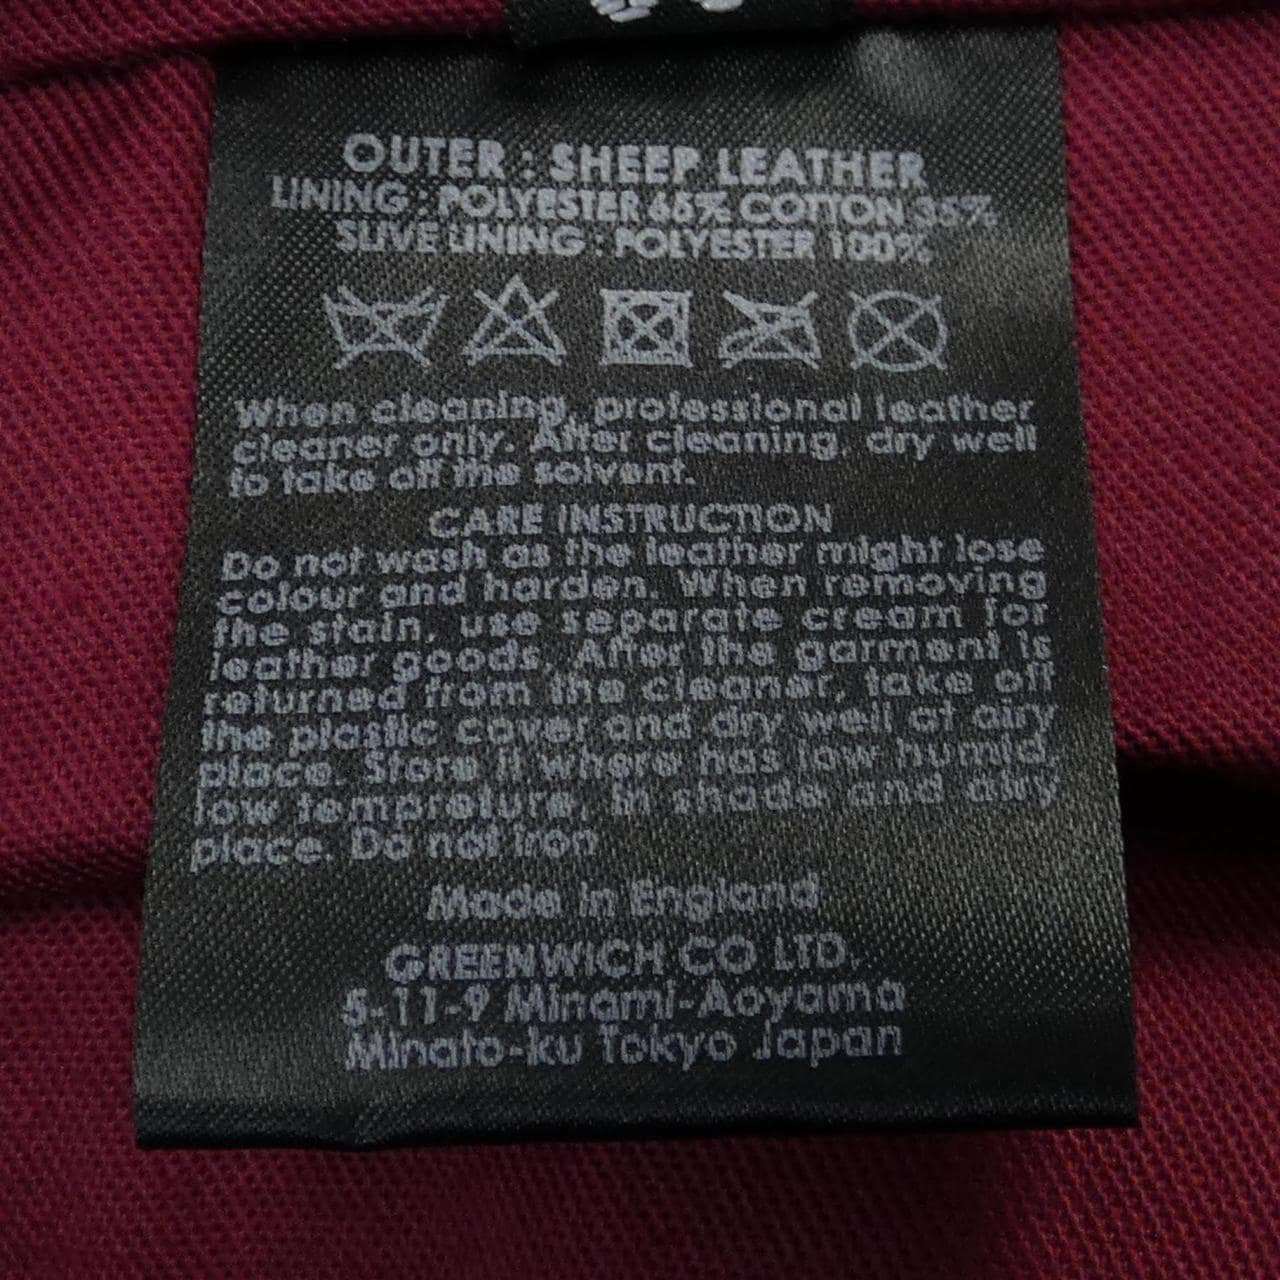 OUTER : SHEEP LEATHER
LINING : POLYESTER 65% COTTON 35%
SLIVE LINING : POLYESTER 100%
When cleaning, professional leather
cleaner only. After cleaning, dry well
to take off the solvent.
CARE INSTRUCTION
Do not wash as the leather might lose
colour and harden. When removing
the stain, use separate cream for
leather goods. After the garment is
returned from the cleaner, take off
the plastic cover and dry well at airy
place. Store it where has low humid,
low tempreture, in shade and airy
place. Do not iron
Made in England
GREENWICH CO LTD.
5-11-9 Minami-Aoyama
Minato-ku Tokyo Japan